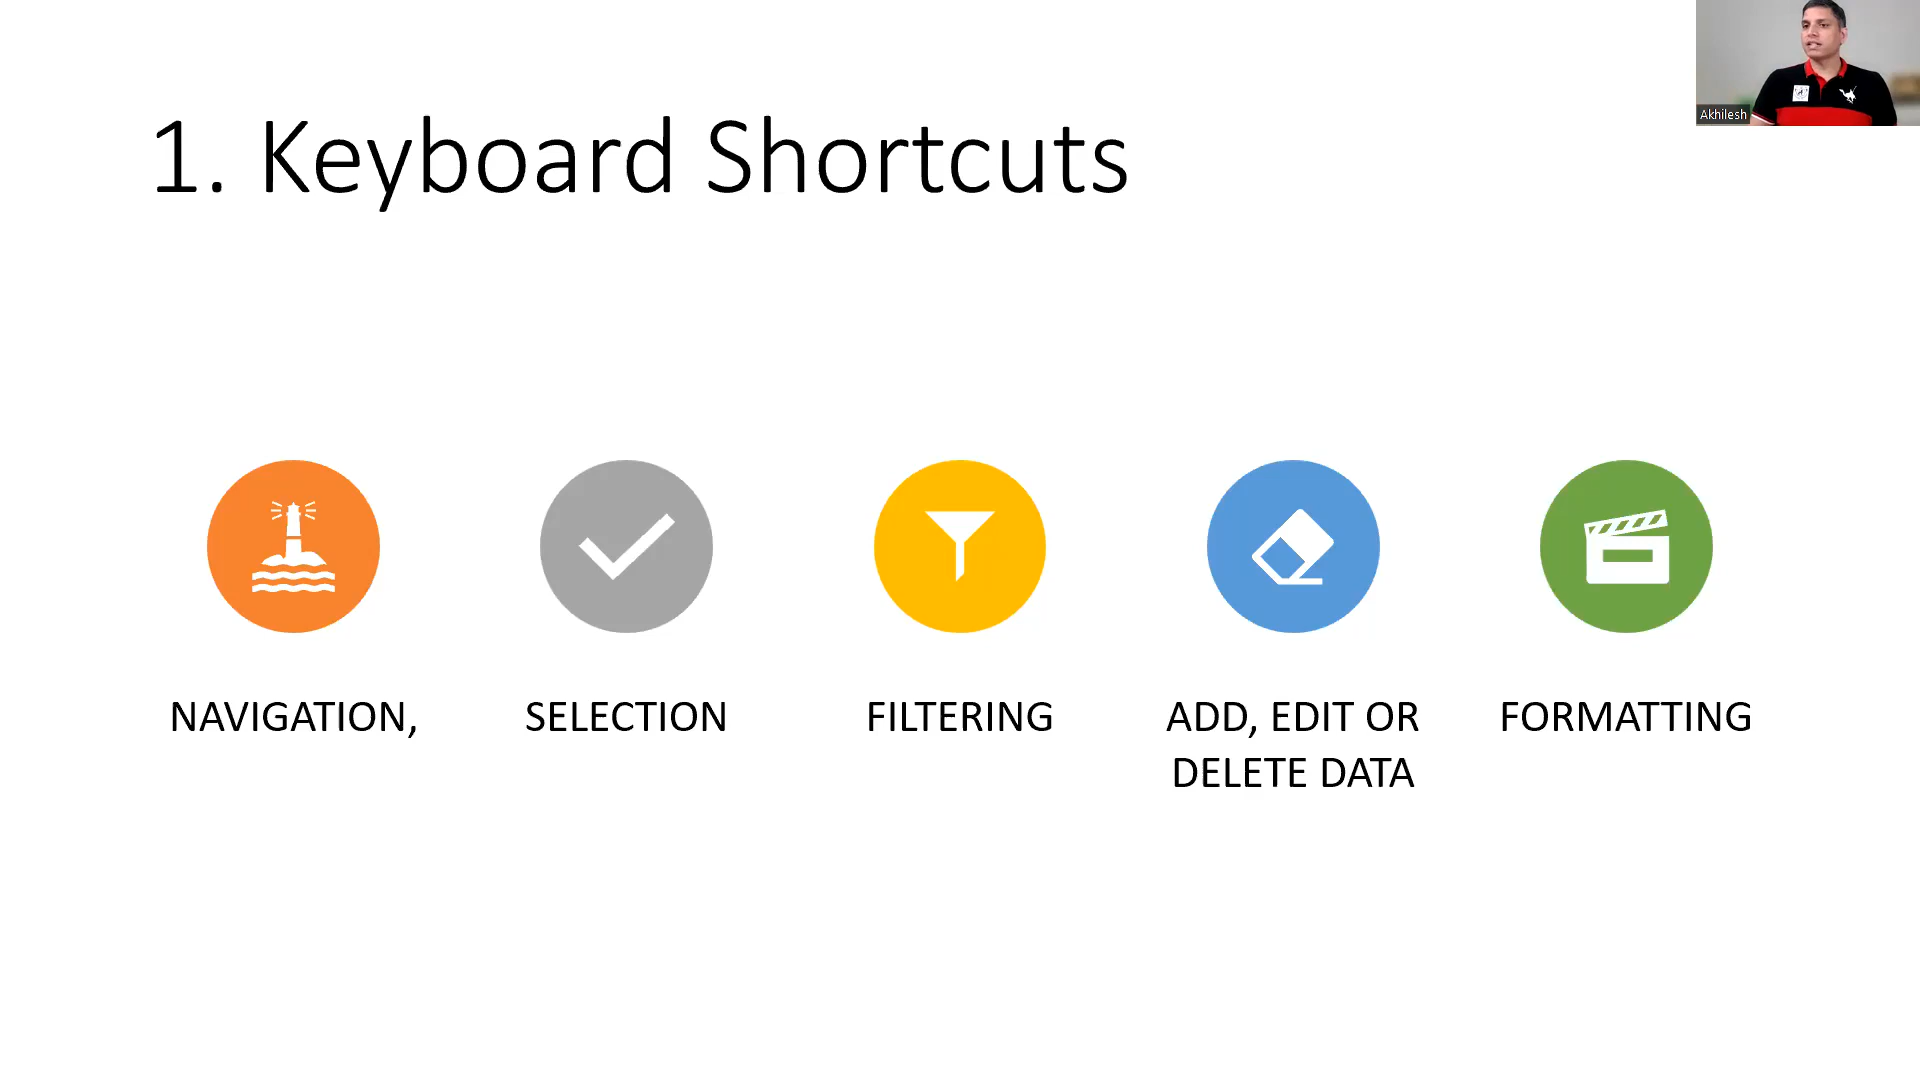 Akhilesh
1. Keyboard Shortcuts
NAVIGATION,
SELECTION
FILTERING
ADD, EDIT OR
DELETE DATA
FORMATTING